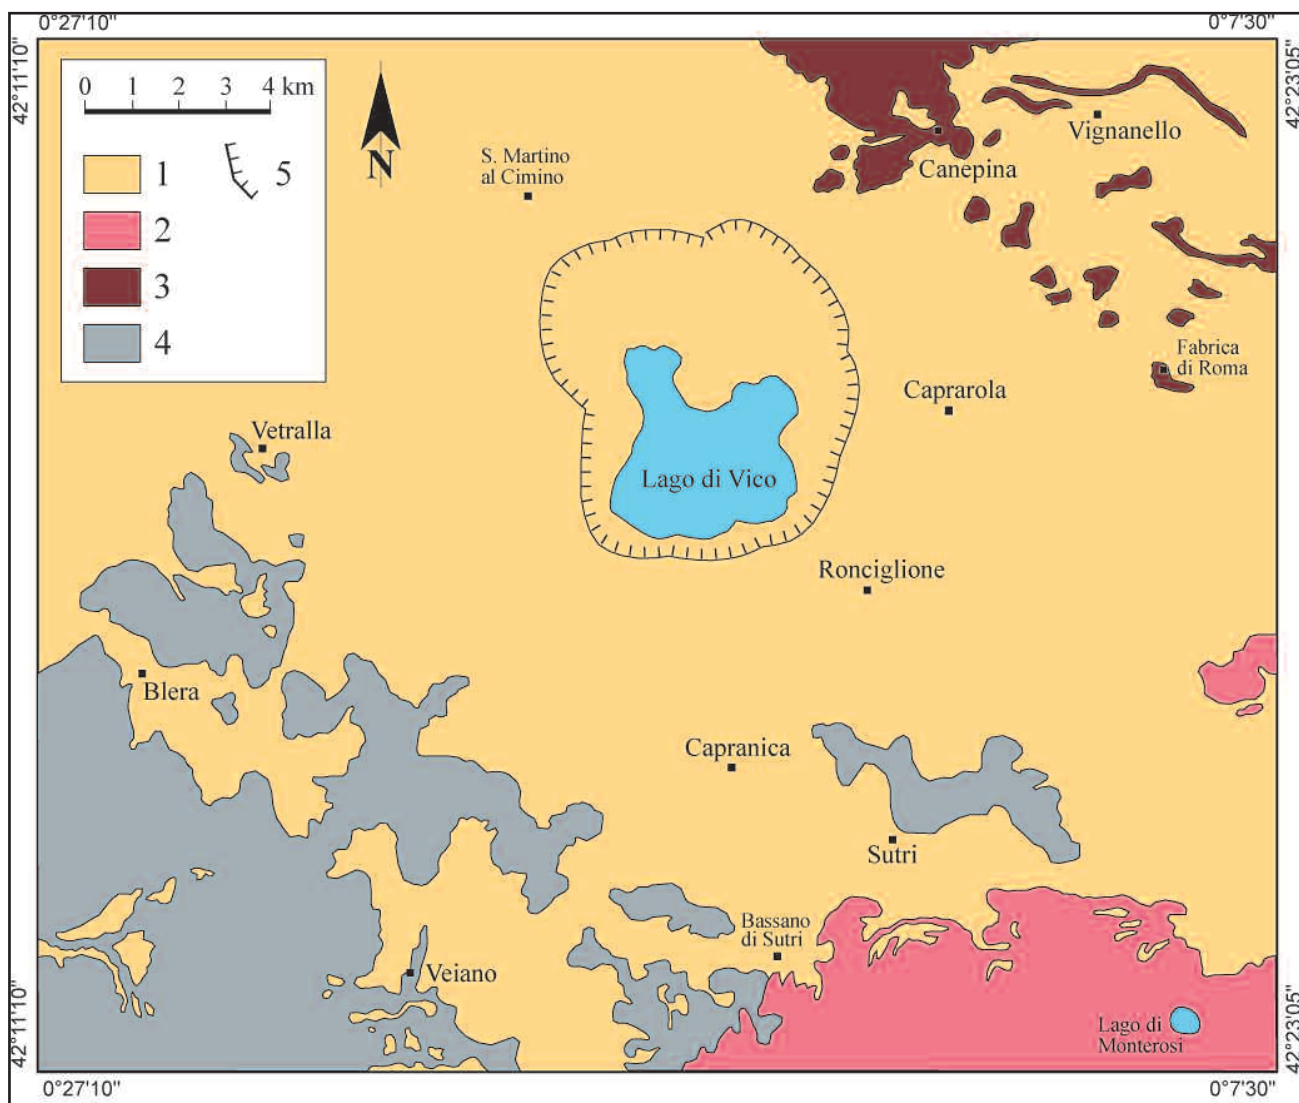 0°27'10"
0°7'30"
42°11'10"
42°23'05"
0 1 2 3 4 km
1
5
2
3
4
N
S. Martino
al Cimino
Vignanello
Canepina
Fabrica
di Roma
Caprarola
Vetralla
Lago di Vico
Ronciglione
Blera
Capranica
Sutri
Bassano
di Sutri
Veiano
Lago di
Monterosi
42°11'10"
42°23'05"
0°27'10"
0°7'30"